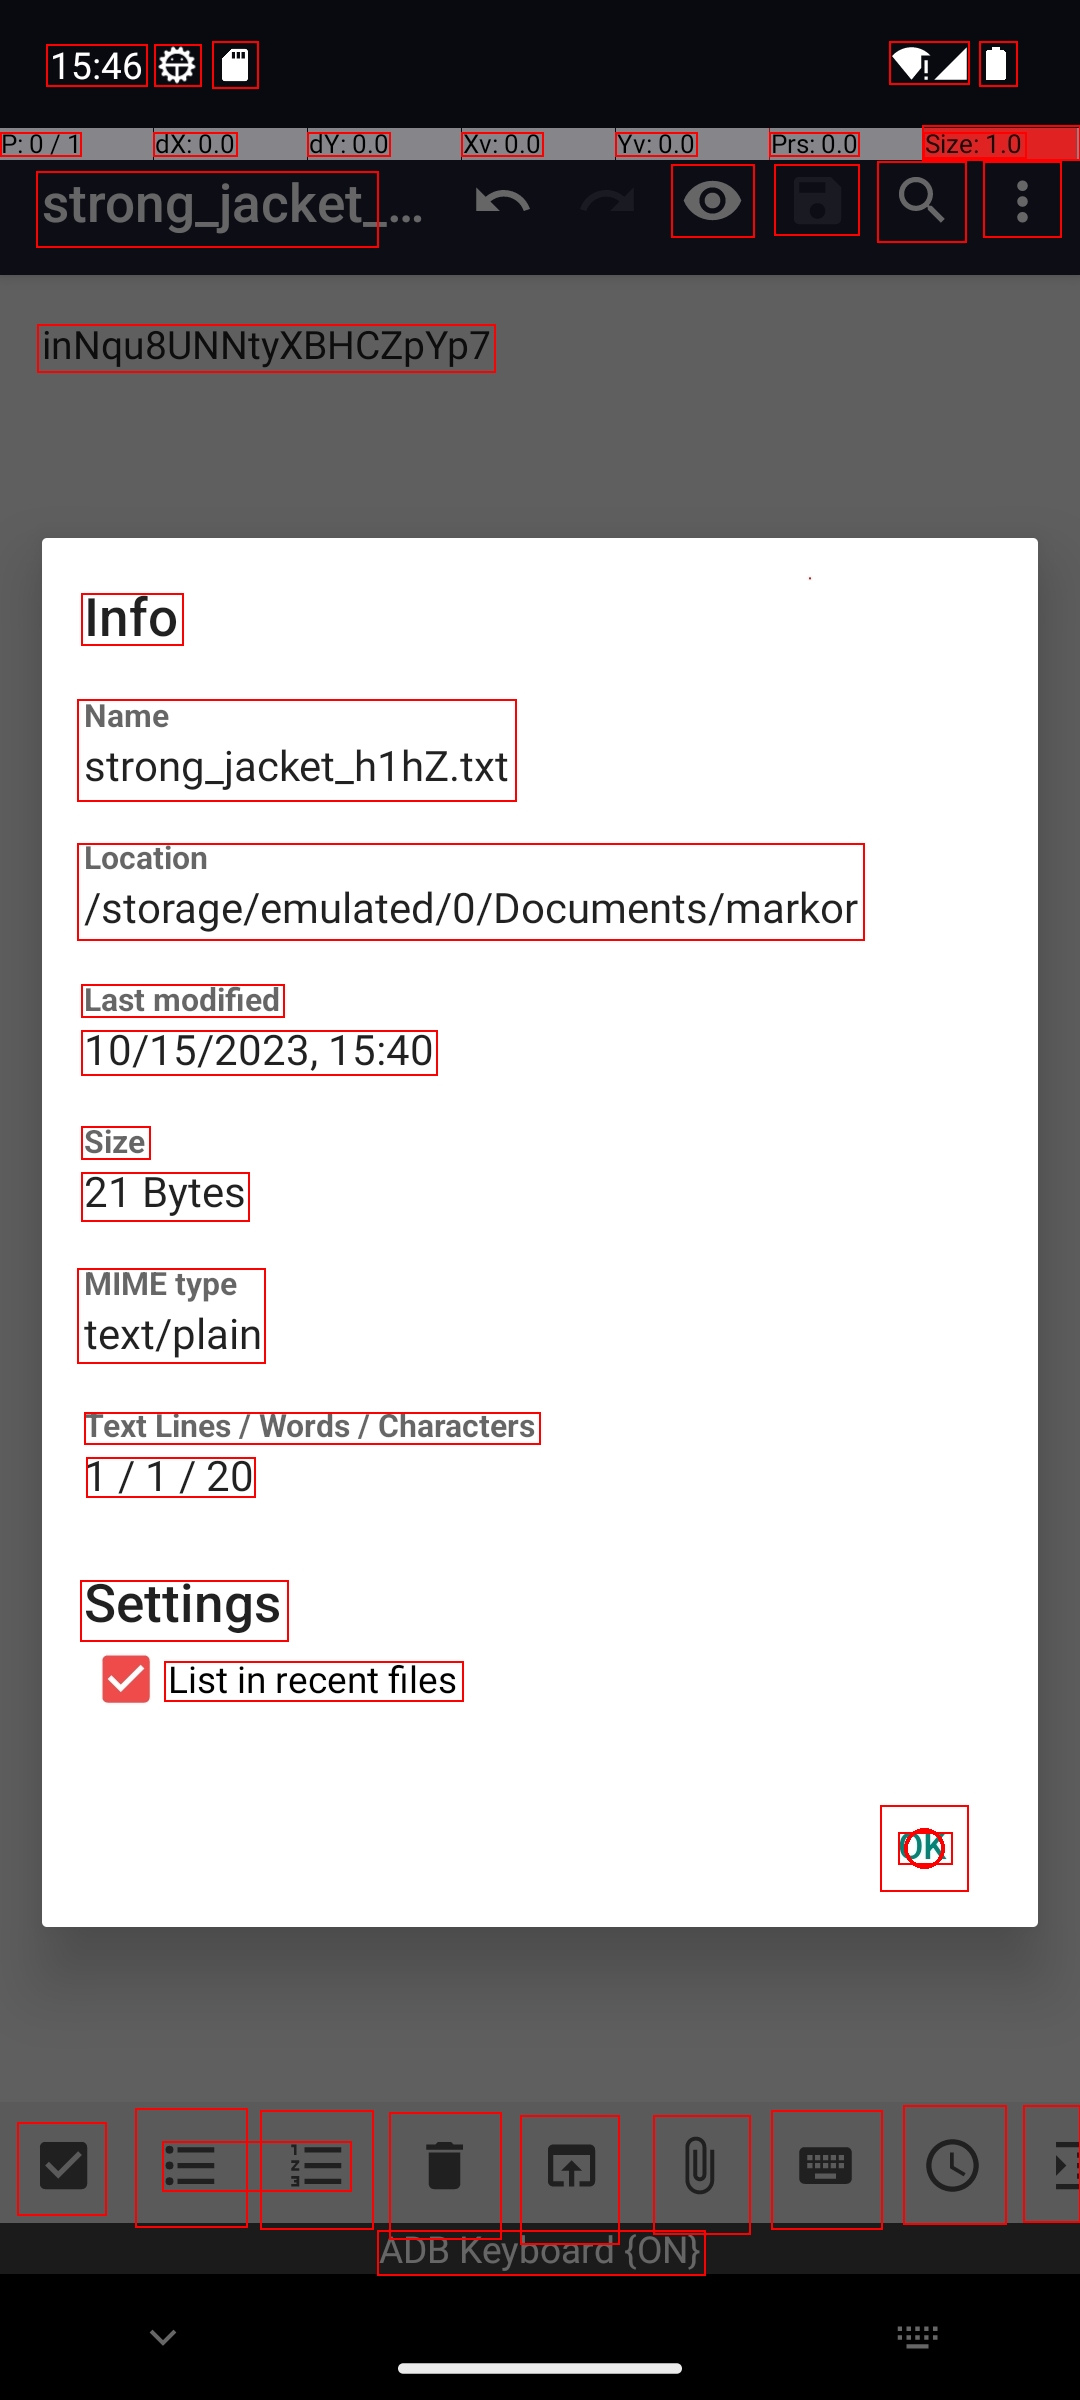 15:46
P: 0 / 1 dX: 0.0 dY: 0.0 Xv: 0.0 Yv: 0.0 Prs: 0.0 Size: 1.0
strong_jacket_...
inNqu8UNNtyXBHCZpYp7
Info
Name
strong_jacket_h1hZ.txt
Location
/storage/emulated/0/Documents/markor
Last modified
10/15/2023, 15:40
Size
21 Bytes
MIME type
text/plain
Text Lines / Words / Characters
1 / 1 / 20
Settings
List in recent files
OK
ADB Keyboard {ON}